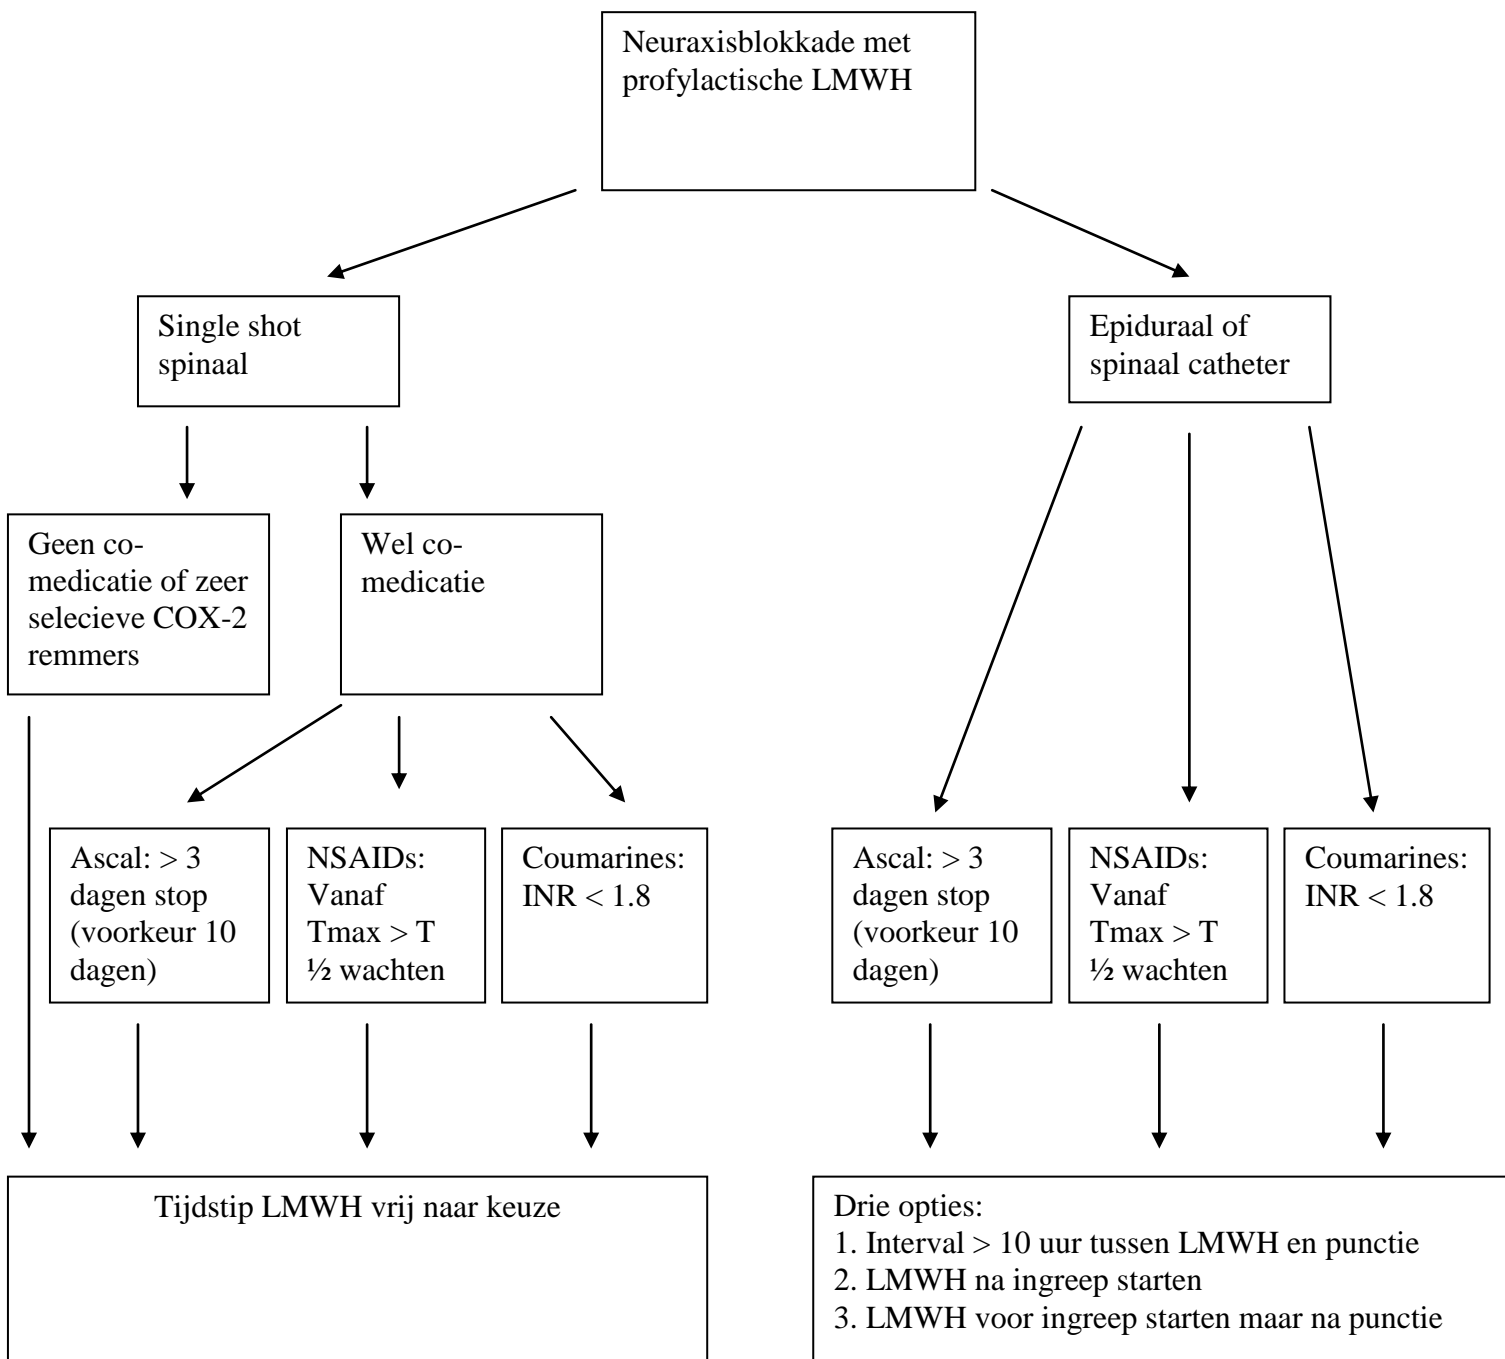 Neuraxisblokkade met
profylactische LMWH
Single shot
spinaal
Epiduraal of
spinaal catheter
Geen co-
medicatie of zeer
selecieve COX-2
remmers
Wel co-
medicatie
Ascal: > 3
dagen stop
(voorkeur 10
dagen)
NSAIDs:
Vanaf
Tmax > T
½ wachten
Coumarines:
INR < 1.8
Ascal: > 3
dagen stop
(voorkeur 10
dagen)
NSAIDs:
Vanaf
Tmax > T
½ wachten
Coumarines:
INR < 1.8
Tijdstip LMWH vrij naar keuze
Drie opties:
1. Interval > 10 uur tussen LMWH en punctie
2. LMWH na ingreep starten
3. LMWH voor ingreep starten maar na punctie